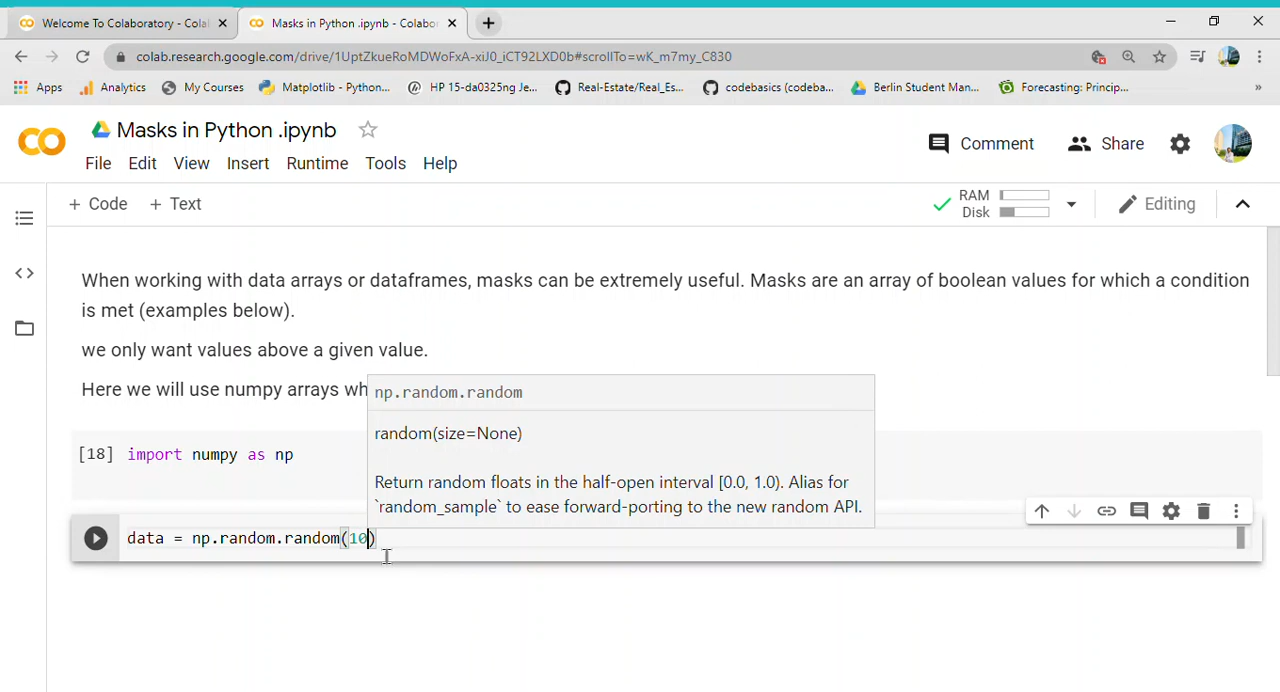 Welcome To Colaboratory - Colal
Masks in Python .ipynb - Colabor
colab.research.google.com/drive/1UptZkueRoMDWoFxA-xiJ0_iCT92LXD0b#scrollTo=wK_m7my_C830
Apps Analytics My Courses Matplotlib - Python... HP 15-da0325ng Je... Real-Estate/Real_Es... codebasics (codeba... Berlin Student Man... Forecasting: Princip... »
Masks in Python .ipynb
Comment Share
File Edit View Insert Runtime Tools Help
+ Code + Text
RAM
Disk
Editing
When working with data arrays or dataframes, masks can be extremely useful. Masks are an array of boolean values for which a condition
is met (examples below).
we only want values above a given value.
Here we will use numpy arrays wh
np.random.random
random(size=None)
Return random floats in the half-open interval [0.0, 1.0). Alias for
`random_sample` to ease forward-porting to the new random API.
[18] import numpy as np
data = np.random.random(10)